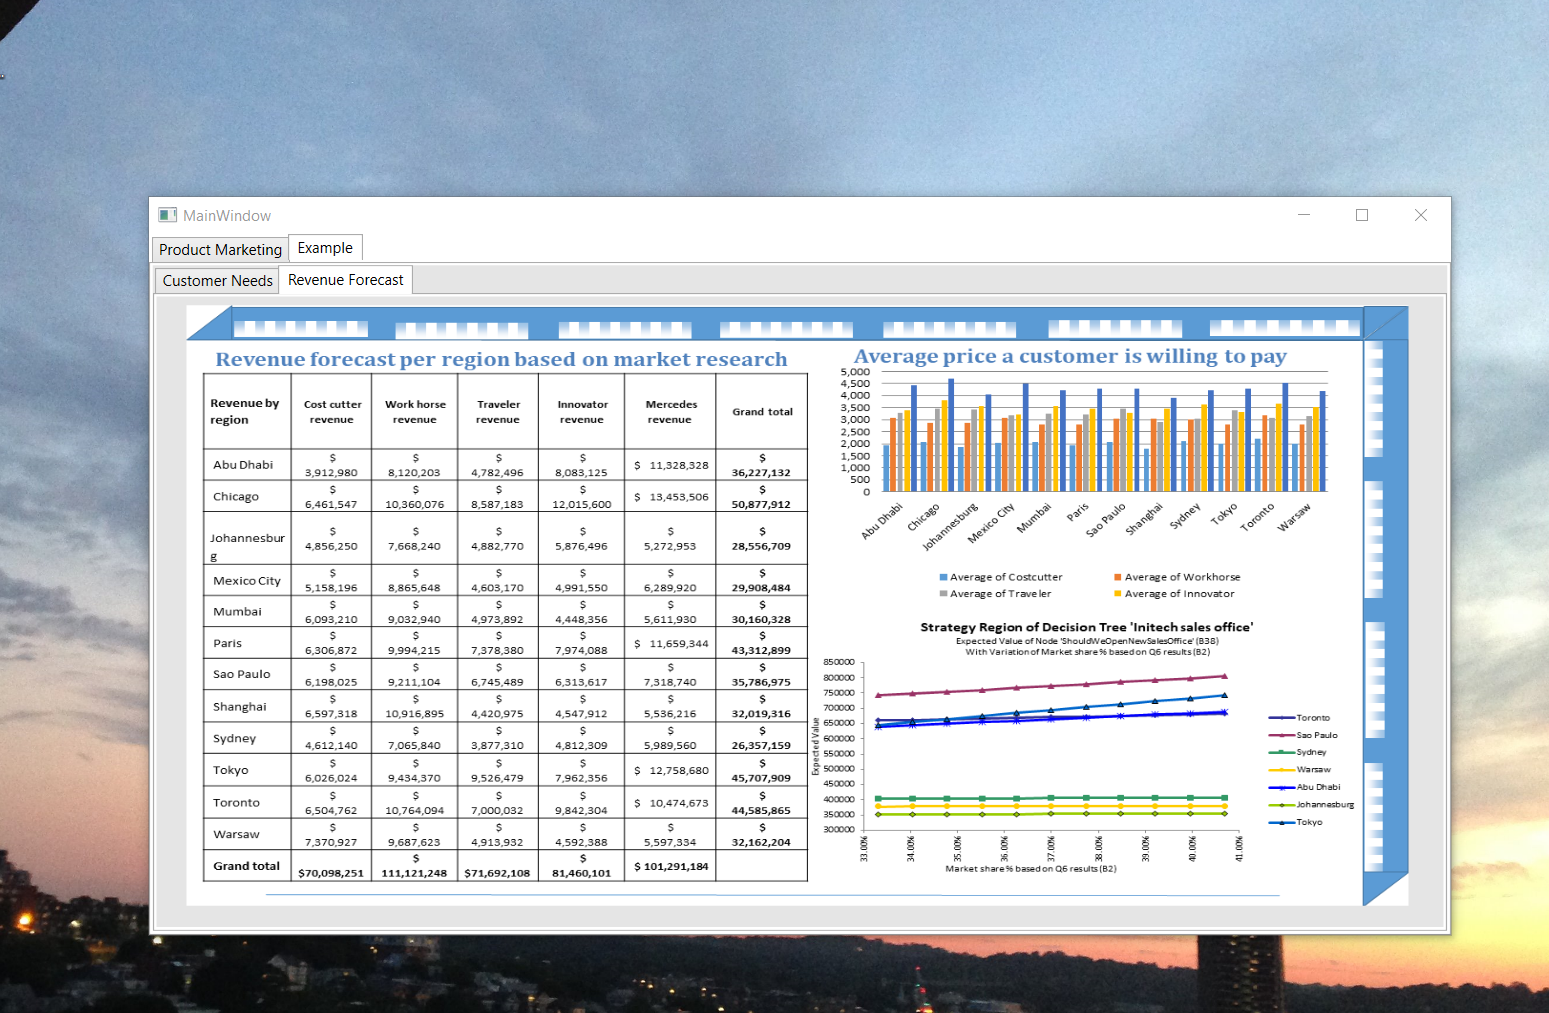 MainWindow
Product Marketing Example
Customer Needs Revenue Forecast
Revenue forecast per region based on market research
Revenue by region Cost cutter revenue Work horse revenue Traveler revenue Innovator revenue Mercedes revenue Grand total
Abu Dhabi $ 3,912,980 $ 8,120,203 $ 4,782,496 $ 8,083,125 $ 11,328,328 $ 36,227,132
Chicago $ 6,461,547 $ 10,360,076 $ 8,587,183 $ 12,015,600 $ 13,453,506 $ 50,877,912
Johannesburg $ 4,856,250 $ 7,668,240 $ 4,882,770 $ 5,876,496 $ 5,272,953 $ 28,556,709
Mexico City $ 5,158,196 $ 8,865,648 $ 4,603,170 $ 4,991,550 $ 6,289,920 $ 29,908,484
Mumbai $ 6,093,210 $ 9,032,940 $ 4,973,892 $ 4,448,356 $ 5,611,930 $ 30,160,328
Paris $ 6,306,872 $ 9,994,215 $ 7,378,380 $ 7,974,088 $ 11,659,344 $ 43,312,899
Sao Paulo $ 6,198,025 $ 9,211,104 $ 6,745,489 $ 6,313,617 $ 7,318,740 $ 35,786,975
Shanghai $ 6,597,318 $ 10,916,895 $ 4,420,975 $ 4,547,912 $ 5,536,216 $ 32,019,316
Sydney $ 4,612,140 $ 7,065,840 $ 3,877,310 $ 4,812,309 $ 5,989,560 $ 26,357,159
Tokyo $ 6,026,024 $ 9,434,370 $ 9,526,479 $ 7,962,356 $ 12,758,680 $ 45,707,909
Toronto $ 6,504,762 $ 10,764,094 $ 7,000,032 $ 9,842,304 $ 10,474,673 $ 44,585,865
Warsaw $ 7,370,927 $ 9,687,623 $ 4,913,932 $ 4,592,388 $ 5,597,334 $ 32,162,204
Grand total $70,098,251 $ 111,121,248 $71,692,108 $ 81,460,101 $ 101,291,184
Average price a customer is willing to pay
5,000
4,500
4,000
3,500
3,000
2,500
2,000
1,500
1,000
500
0
Abu Dhabi Chicago Johannesburg Mexico City Mumbai Paris Sao Paulo Shanghai Sydney Tokyo Toronto Warsaw
Average of Costcutter Average of Workhorse
Average of Traveler Average of Innovator
Strategy Region of Decision Tree 'Initech sales office'
Expected Value of Node 'ShouldWeOpenNewSalesOffice' (B38)
With Variation of Market share % based on Q6 results (B2)
Expected Value
850000
800000
750000
700000
650000
600000
550000
500000
450000
400000
350000
300000
33.00% 34.00% 35.00% 36.00% 37.00% 38.00% 39.00% 40.00% 41.00%
Market share % based on Q6 results (B2)
Toronto
Sao Paulo
Sydney
Warsaw
Abu Dhabi
Johannesburg
Tokyo